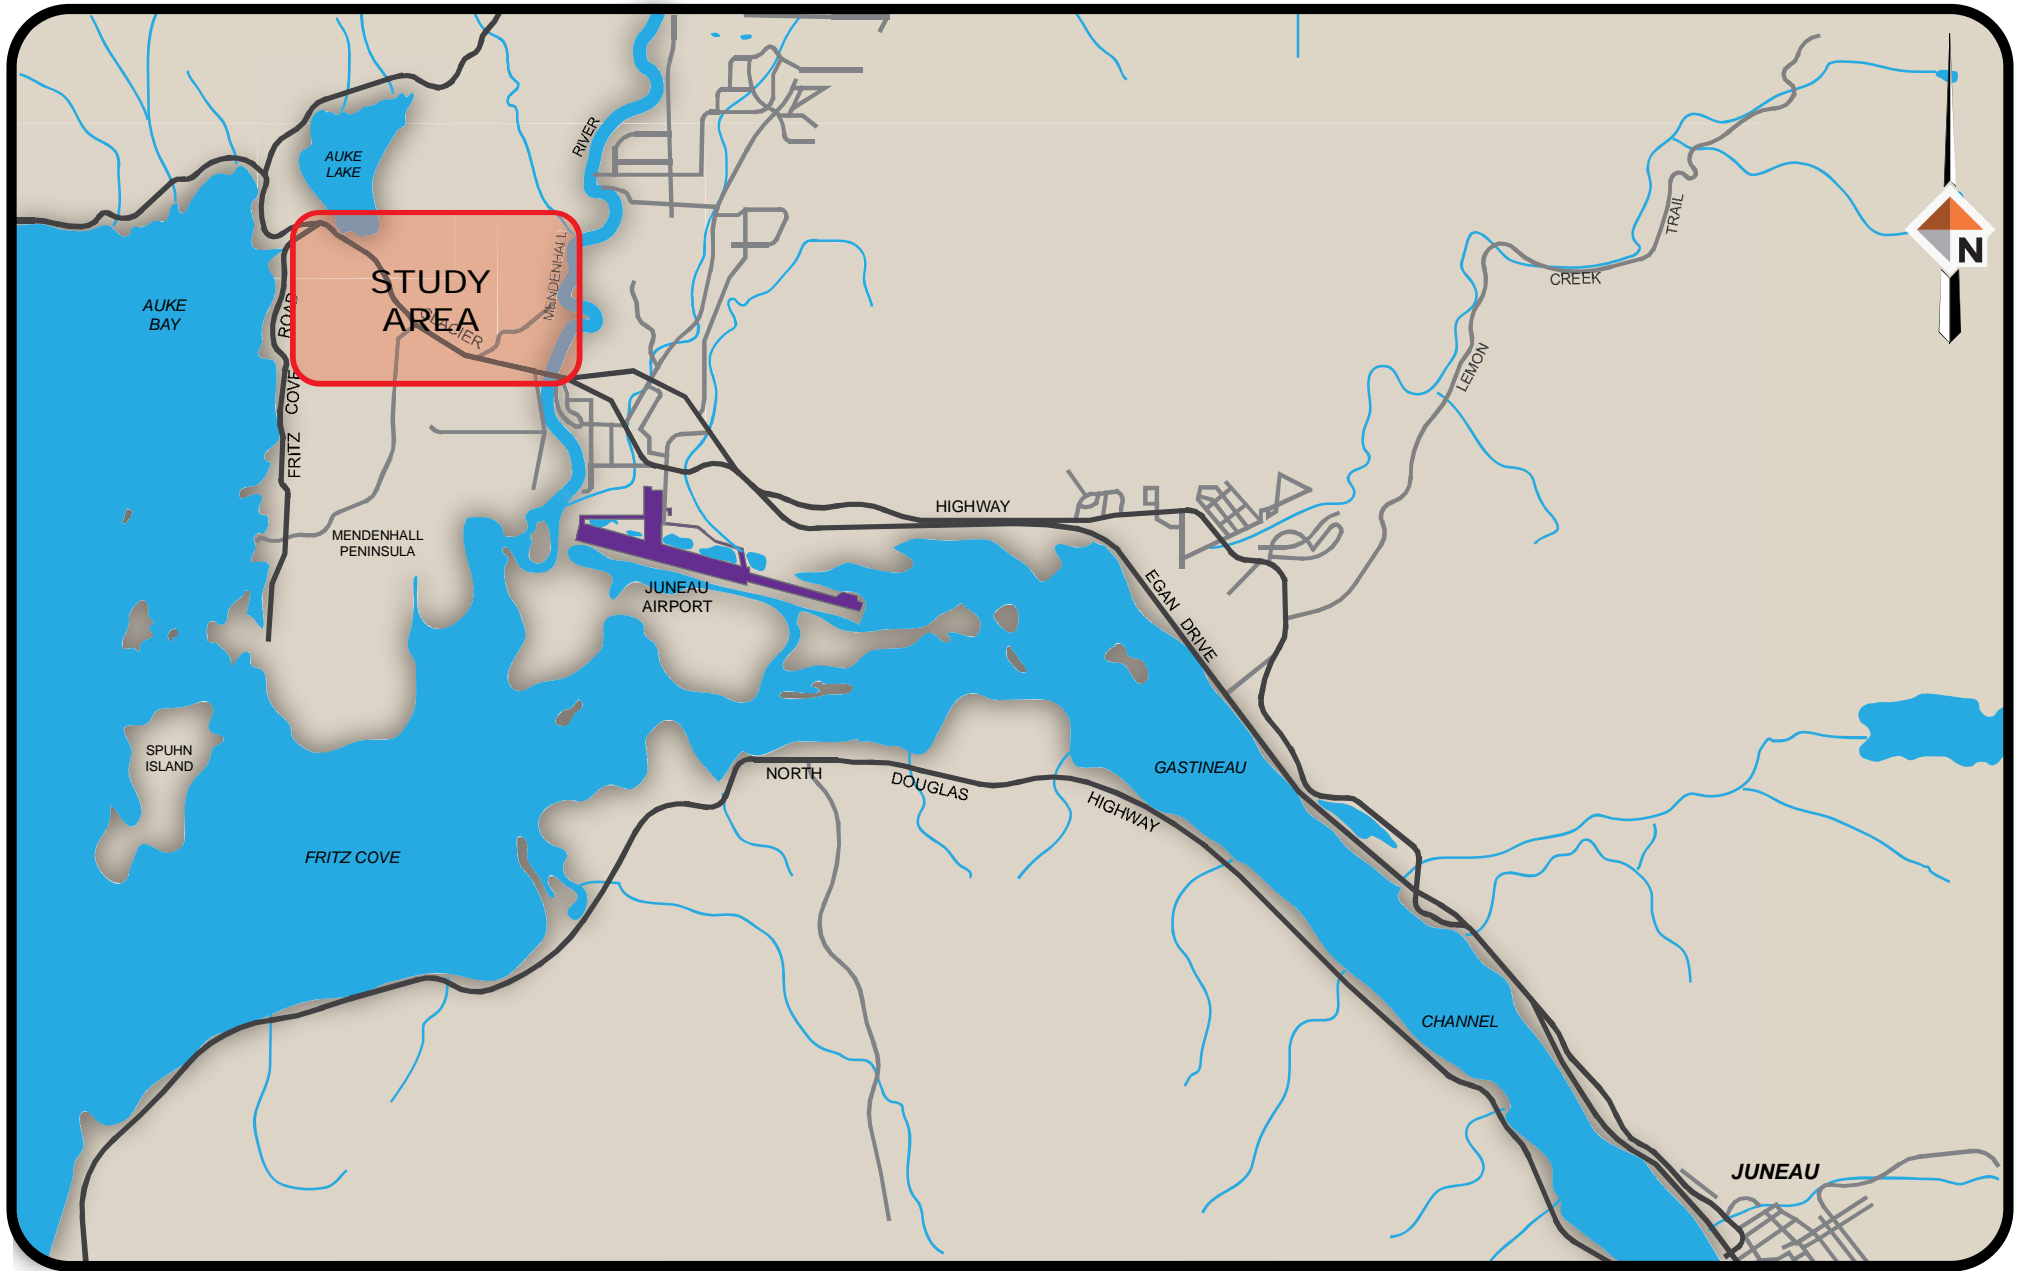 RIVER
AUKE
LAKE
N
TRAIL
CREEK
LEMON
MENDENHALL
STUDY
AREA
GLACIER
AUKE
BAY
ROAD
COVE
FRITZ
HIGHWAY
MENDENHALL
PENINSULA
JUNEAU
AIRPORT
EGAN
DRIVE
SPUHN
ISLAND
GASTINEAU
NORTH
DOUGLAS
HIGHWAY
FRITZ COVE
CHANNEL
JUNEAU